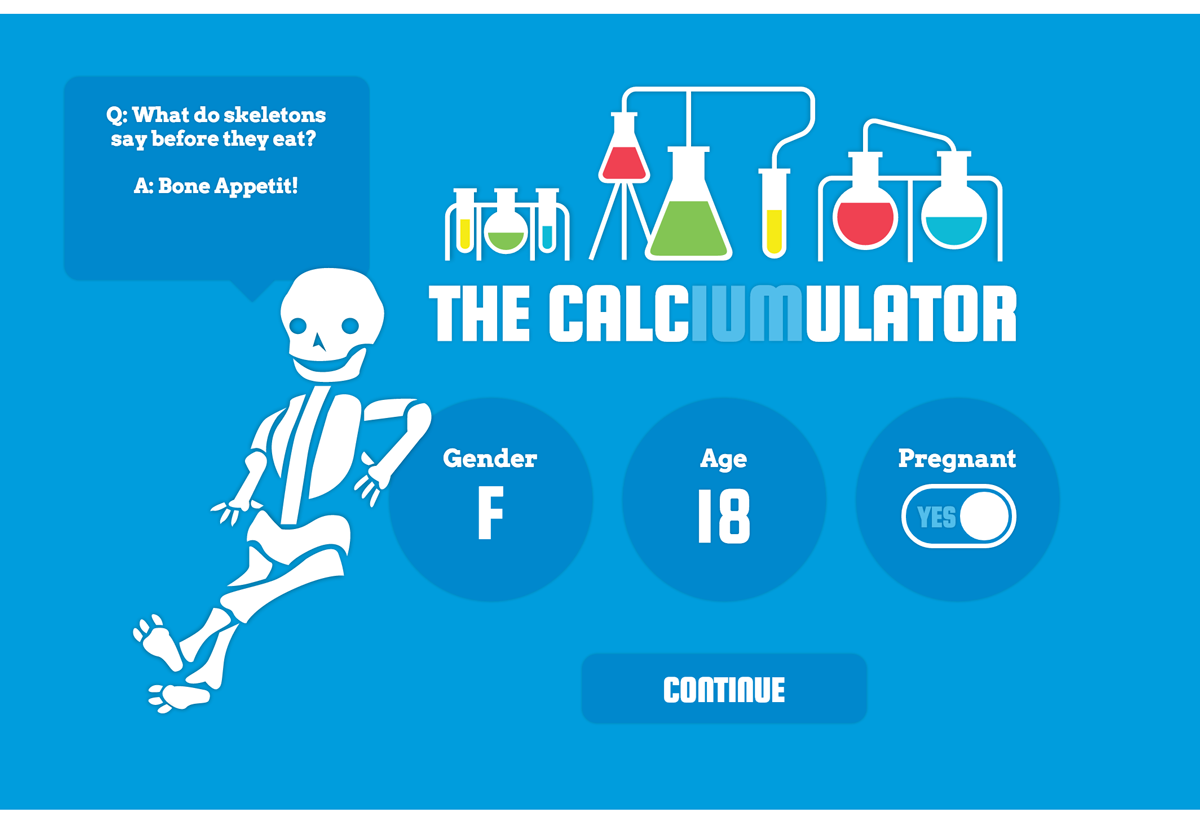 Q: What do skeletons
say before they eat?
A: Bone Appetit!
THE CALCIUMULATOR
Gender
F
Age
18
Pregnant
YES
CONTINUE